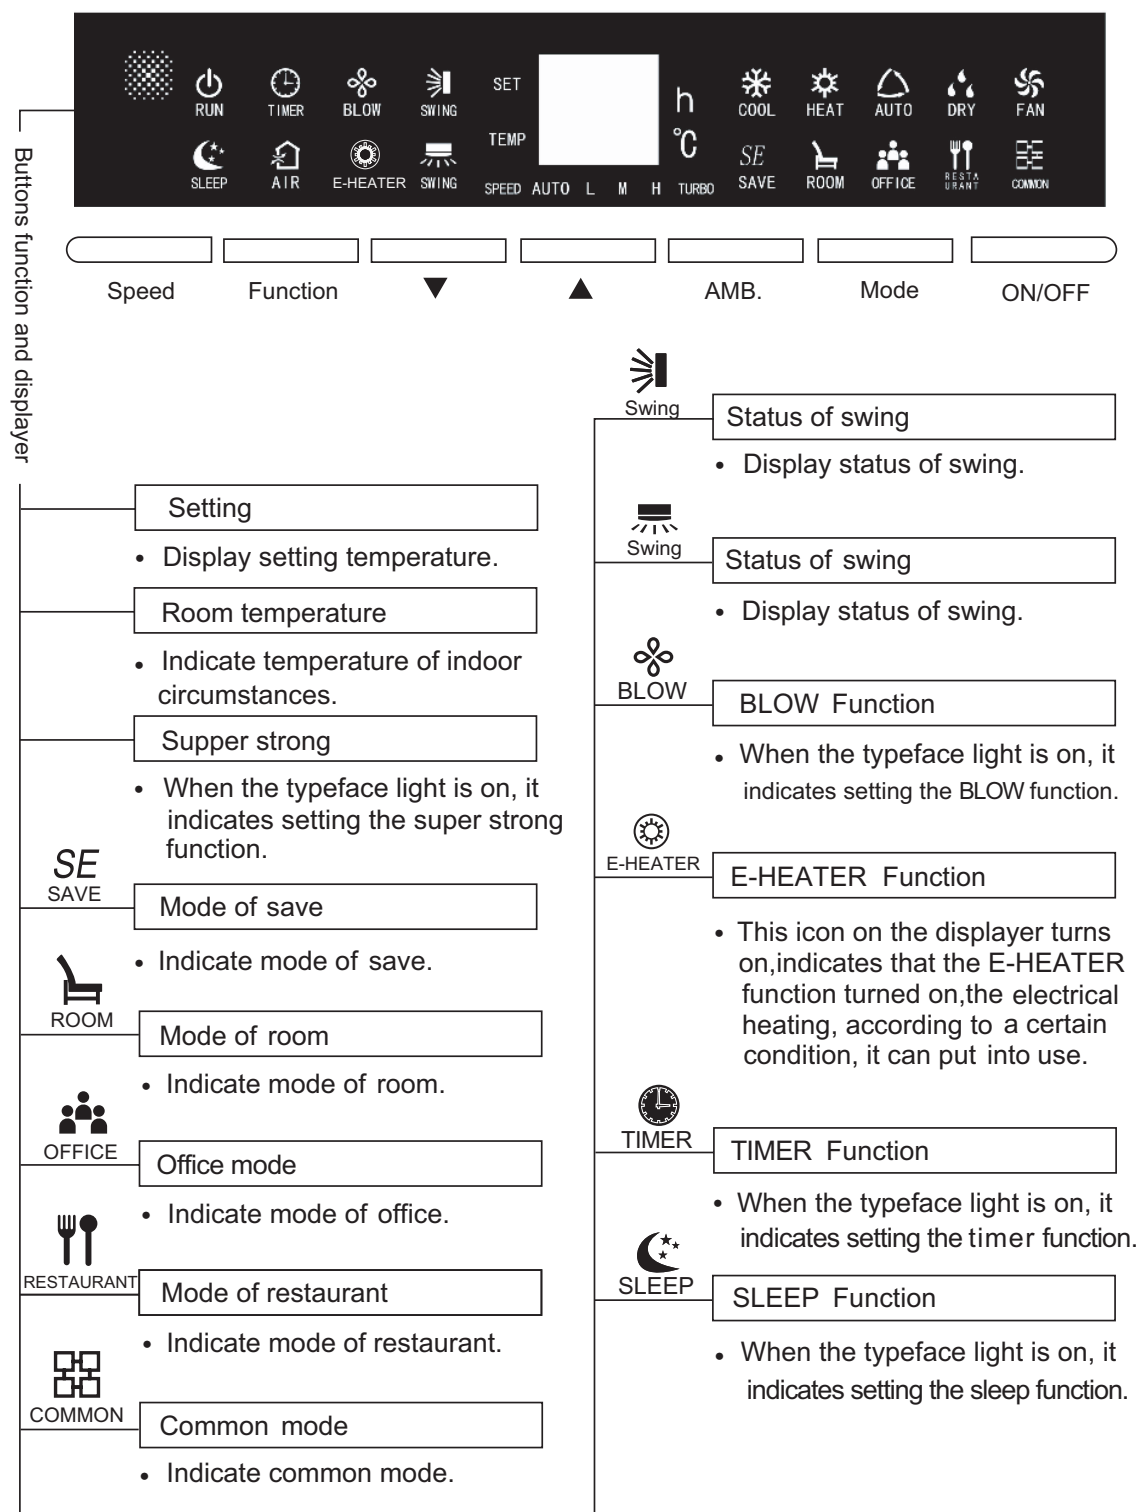 RUN TIMER BLOW SWING SET h COOL HEAT AUTO DRY FAN
TEMP °C
SLEEP AIR E-HEATER SWING SPEED AUTO L M H TURBO SE SAVE ROOM OFFICE RESTA URANT COMMON
Speed Function ▼ ▲ AMB. Mode ON/OFF
Buttons function and displayer
Setting
• Display setting temperature.
Room temperature
• Indicate temperature of indoor
circumstances.
Supper strong
• When the typeface light is on, it
indicates setting the super strong
function.
SE
SAVE
Mode of save
• Indicate mode of save.
ROOM
Mode of room
• Indicate mode of room.
OFFICE
Office mode
• Indicate mode of office.
RESTAURANT
Mode of restaurant
• Indicate mode of restaurant.
COMMON
Common mode
• Indicate common mode.
Swing
Status of swing
• Display status of swing.
Swing
Status of swing
• Display status of swing.
BLOW
BLOW Function
• When the typeface light is on, it
indicates setting the BLOW function.
E-HEATER
E-HEATER Function
• This icon on the displayer turns
on,indicates that the E-HEATER
function turned on,the electrical
heating, according to a certain
condition, it can put into use.
TIMER
TIMER Function
• When the typeface light is on, it
indicates setting the timer function.
SLEEP
SLEEP Function
• When the typeface light is on, it
indicates setting the sleep function.